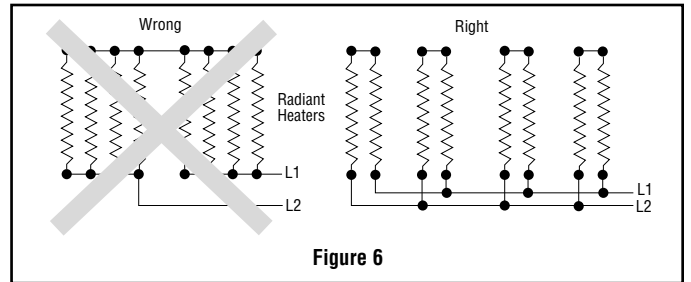 Wrong
Right
Radiant
Heaters
L1
L2
L1
L2
Figure 6